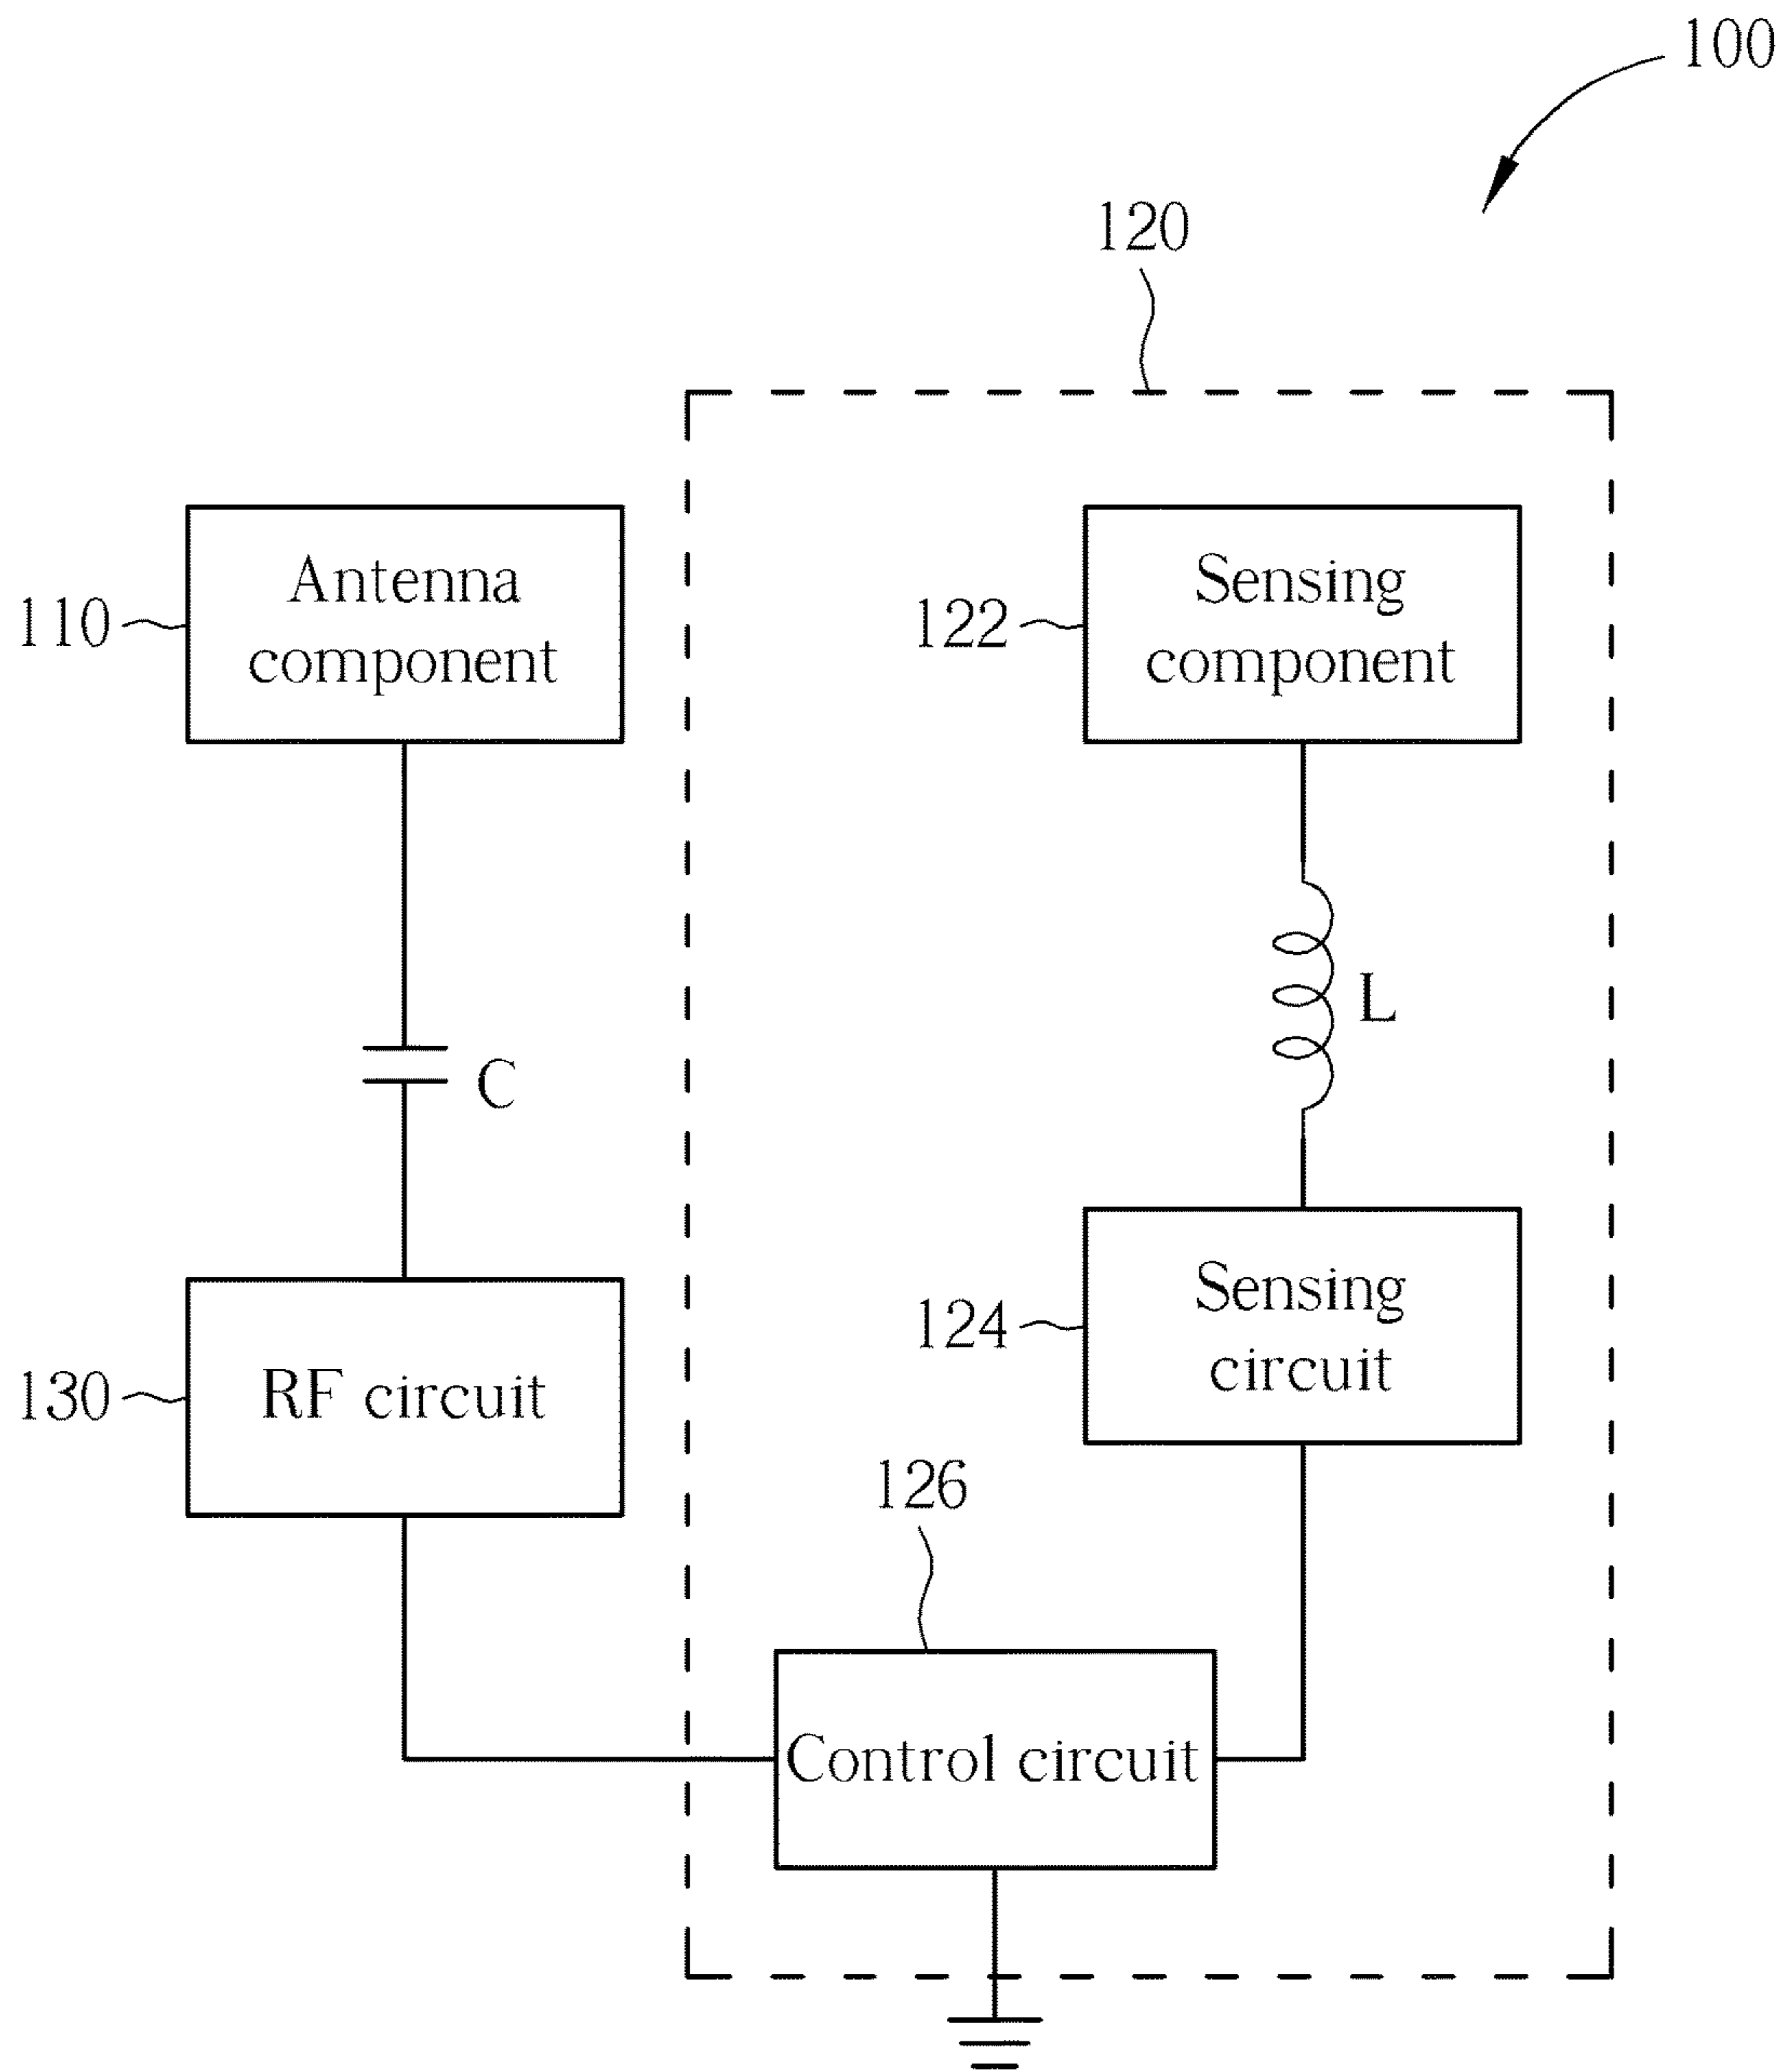 100
120
Antenna
component
110
Sensing
component
122
L
C
Sensing
circuit
124
RF circuit
130
126
Control circuit